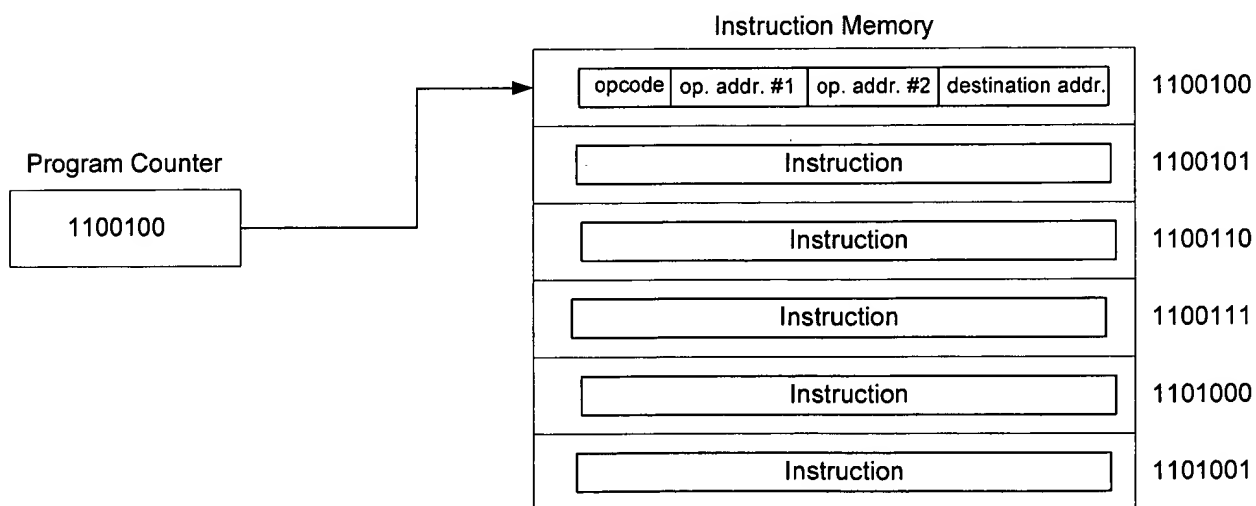 Instruction Memory
opcode op. addr. #1 op. addr. #2 destination addr. 1100100
Instruction 1100101
Program Counter
1100100
Instruction 1100110
Instruction 1100111
Instruction 1101000
Instruction 1101001